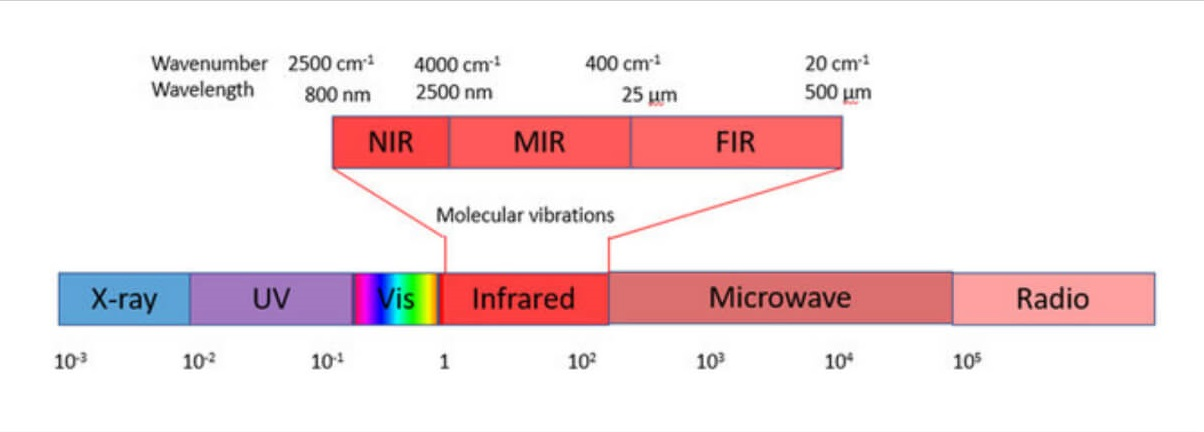 Wavenumber 2500 cm⁻¹ 4000 cm⁻¹ 400 cm⁻¹ 20 cm⁻¹
Wavelength 800 nm 2500 nm 25 µm 500 µm
NIR MIR FIR
Molecular vibrations
X-ray UV Vis Infrared Microwave Radio
10⁻³ 10⁻² 10⁻¹ 1 10² 10³ 10⁴ 10⁵